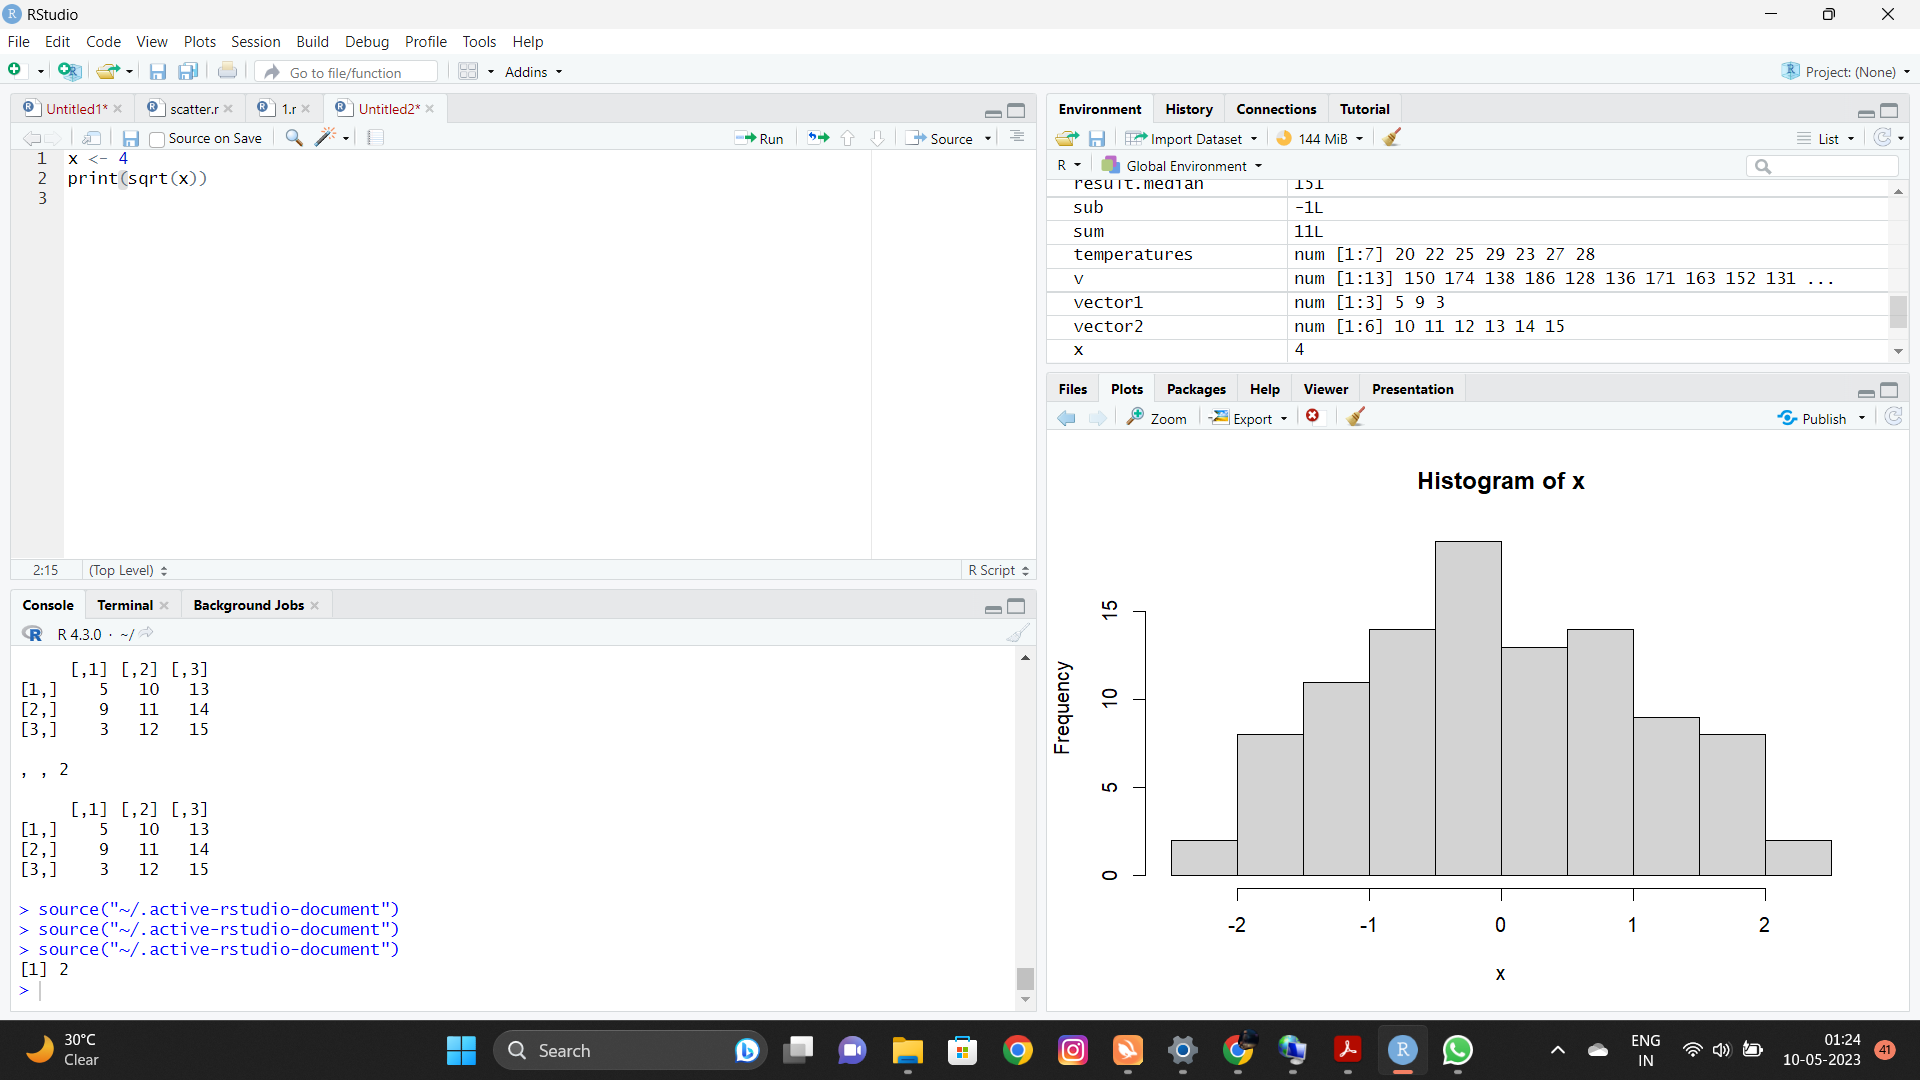 RStudio
File Edit Code View Plots Session Build Debug Profile Tools Help
Go to file/function Addins Project: (None)
Untitled1* scatter.r 1.r Untitled2*
Source on Save Run Source
1 x <- 4
2 print(sqrt(x))
3
2:15 (Top Level) R Script
Console Terminal Background Jobs
R 4.3.0 · ~/
[,1] [,2] [,3]
[1,] 5 10 13
[2,] 9 11 14
[3,] 3 12 15
, , 2
[,1] [,2] [,3]
[1,] 5 10 13
[2,] 9 11 14
[3,] 3 12 15
> source("~/.active-rstudio-document")
> source("~/.active-rstudio-document")
> source("~/.active-rstudio-document")
[1] 2
>
Environment History Connections Tutorial
Import Dataset 144 MiB List
R Global Environment
result.median 151
sub -1L
sum 11L
temperatures num [1:7] 20 22 25 29 23 27 28
v num [1:13] 150 174 138 186 128 136 171 163 152 131 ...
vector1 num [1:3] 5 9 3
vector2 num [1:6] 10 11 12 13 14 15
x 4
Files Plots Packages Help Viewer Presentation
Zoom Export Publish
Histogram of x
Frequency
15
10
5
0
-2 -1 0 1 2
x
30°C
Clear
Search
ENG
IN
01:24
10-05-2023
41